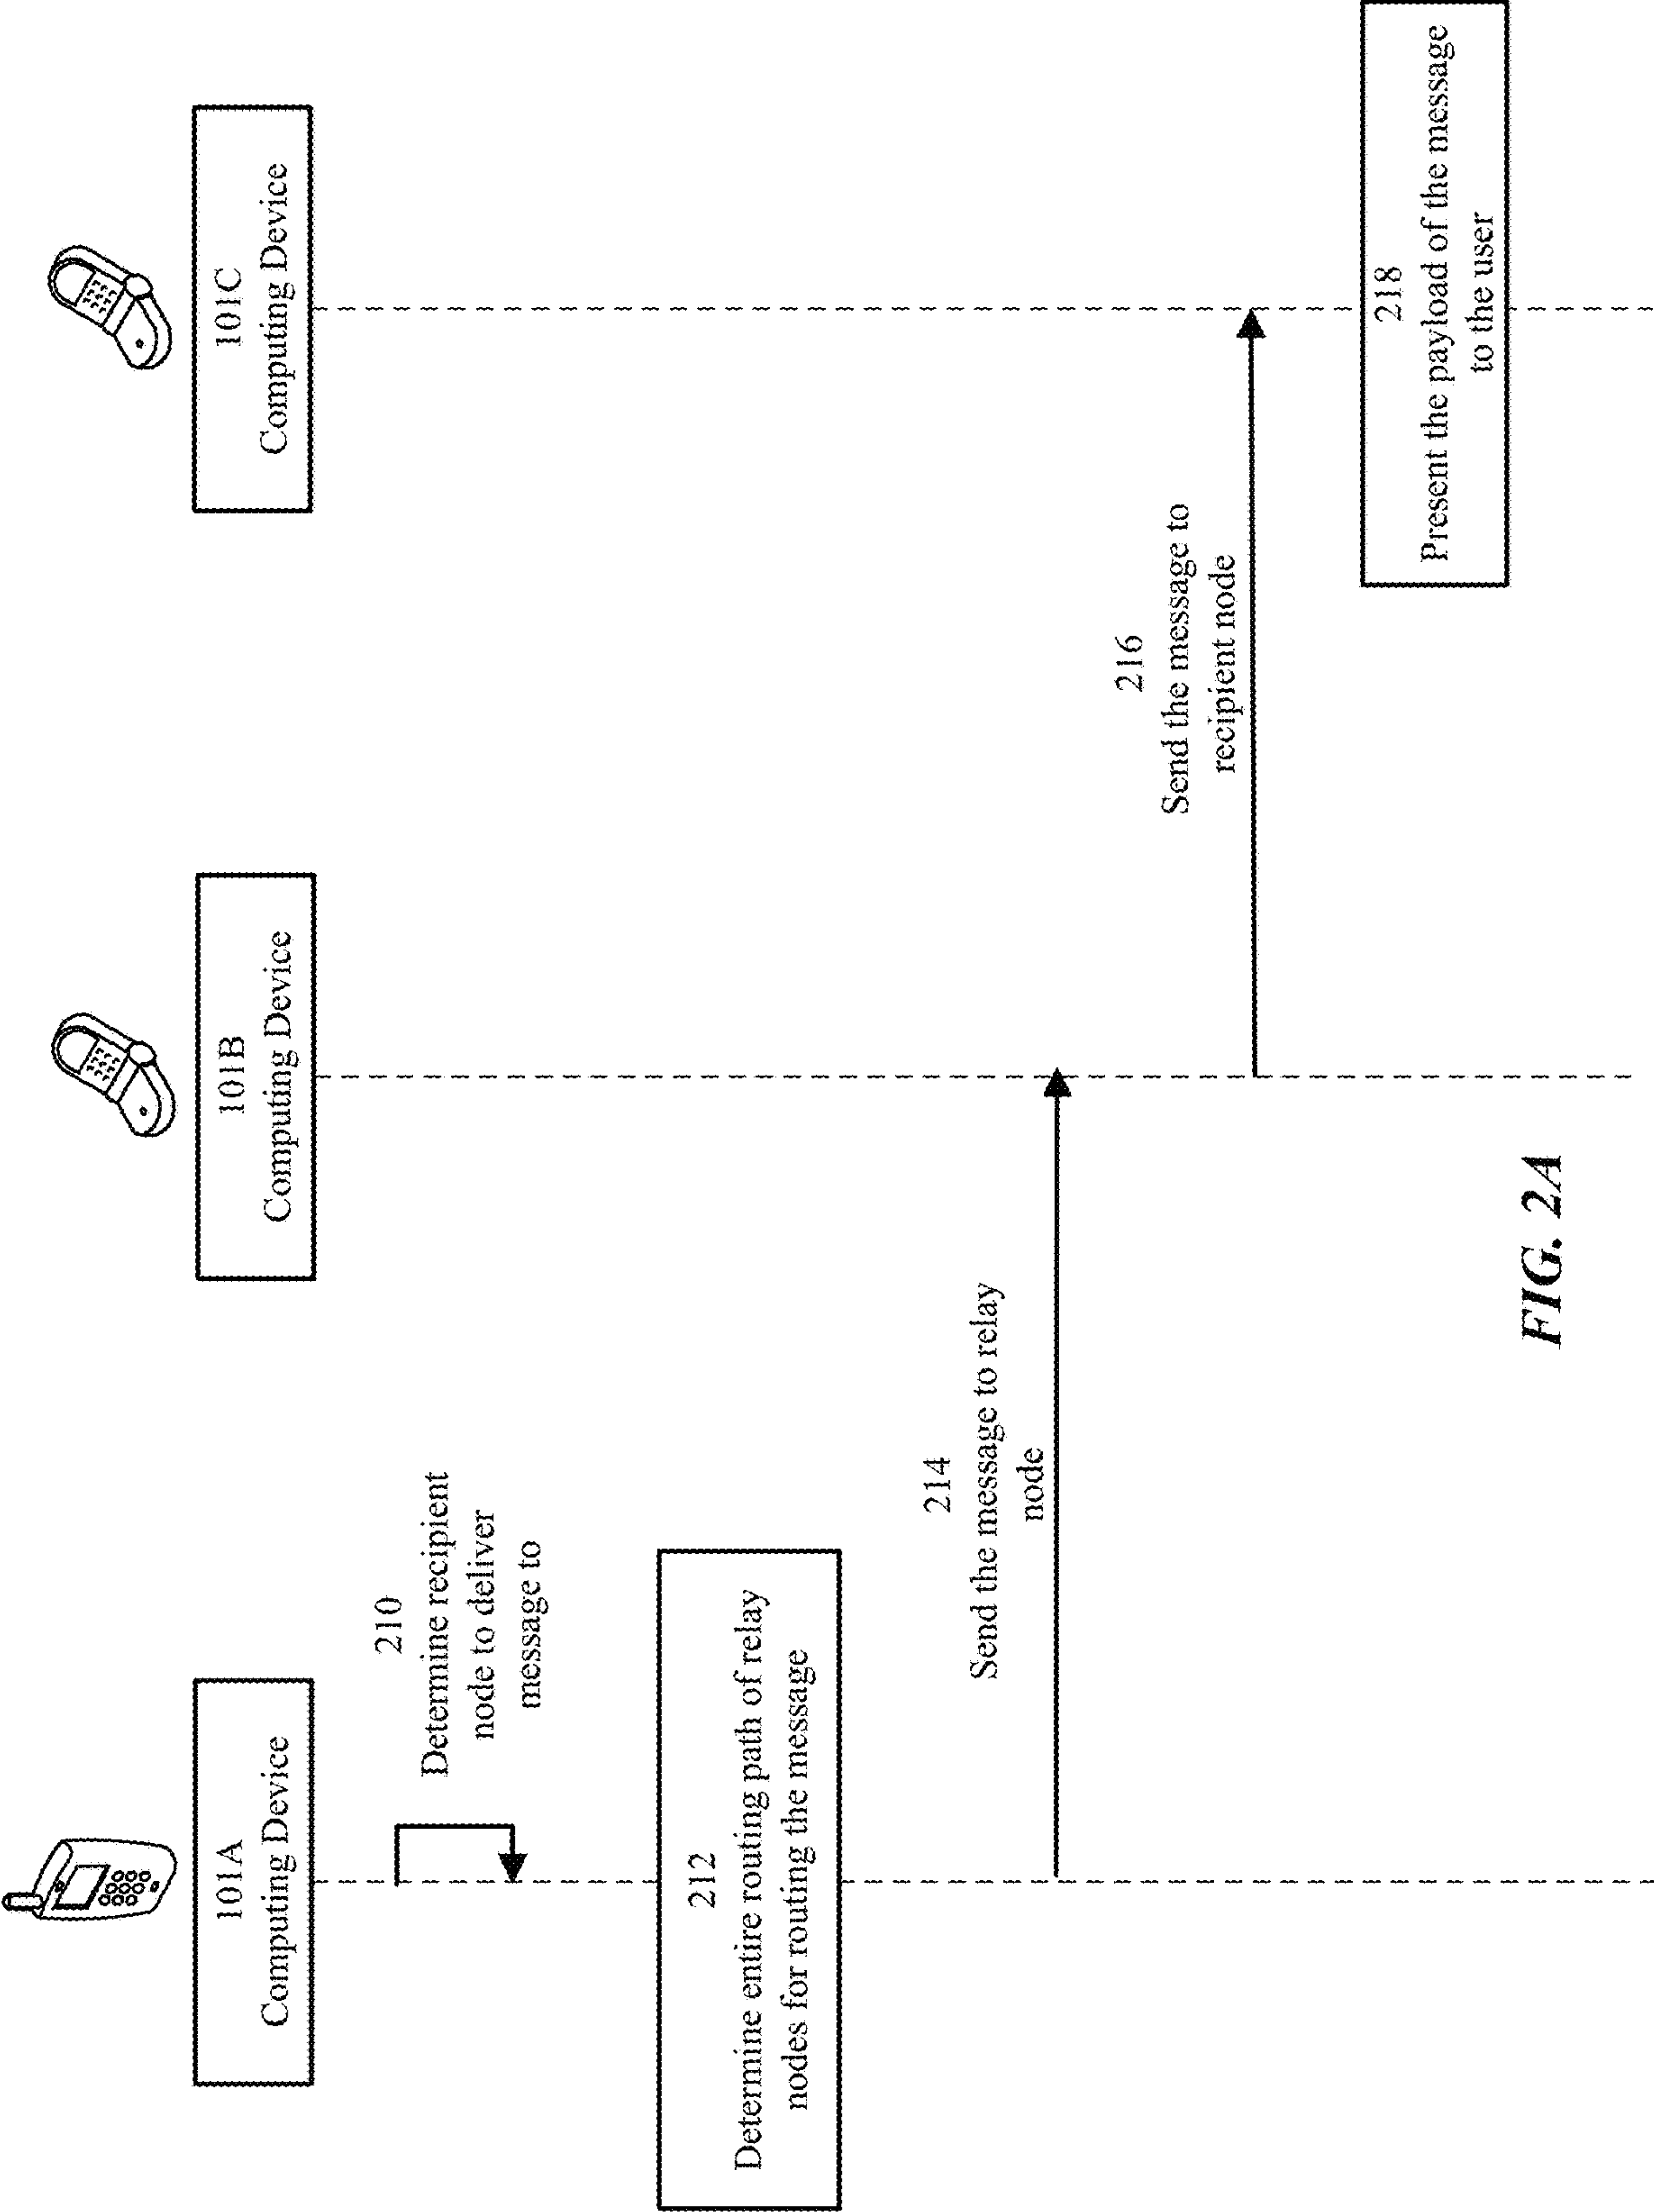 101A
Computing Device
101B
Computing Device
101C
Computing Device
210
Determine recipient
node to deliver
message to
212
Determine entire routing path of relay
nodes for routing the message
214
Send the message to relay
node
216
Send the message to
recipient node
218
Present the payload of the message
to the user
FIG. 2A